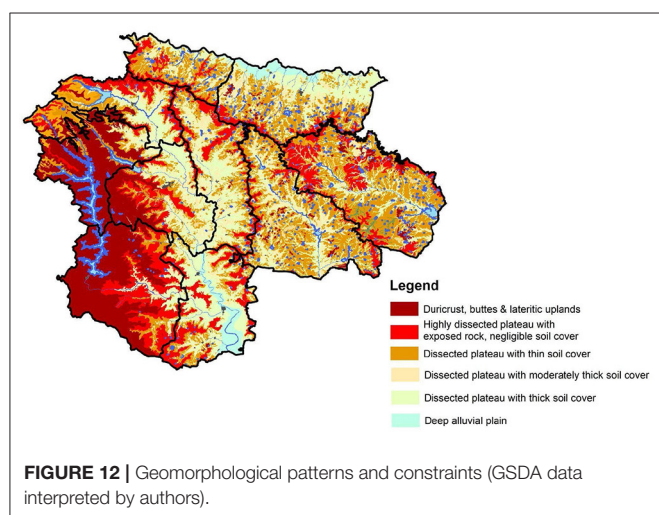 Legend
Duricrust, buttes & lateritic uplands
Highly dissected plateau with
exposed rock, negligible soil cover
Dissected plateau with thin soil cover
Dissected plateau with moderately thick soil cover
Dissected plateau with thick soil cover
Deep alluvial plain
FIGURE 12 | Geomorphological patterns and constraints (GSDA data
interpreted by authors).